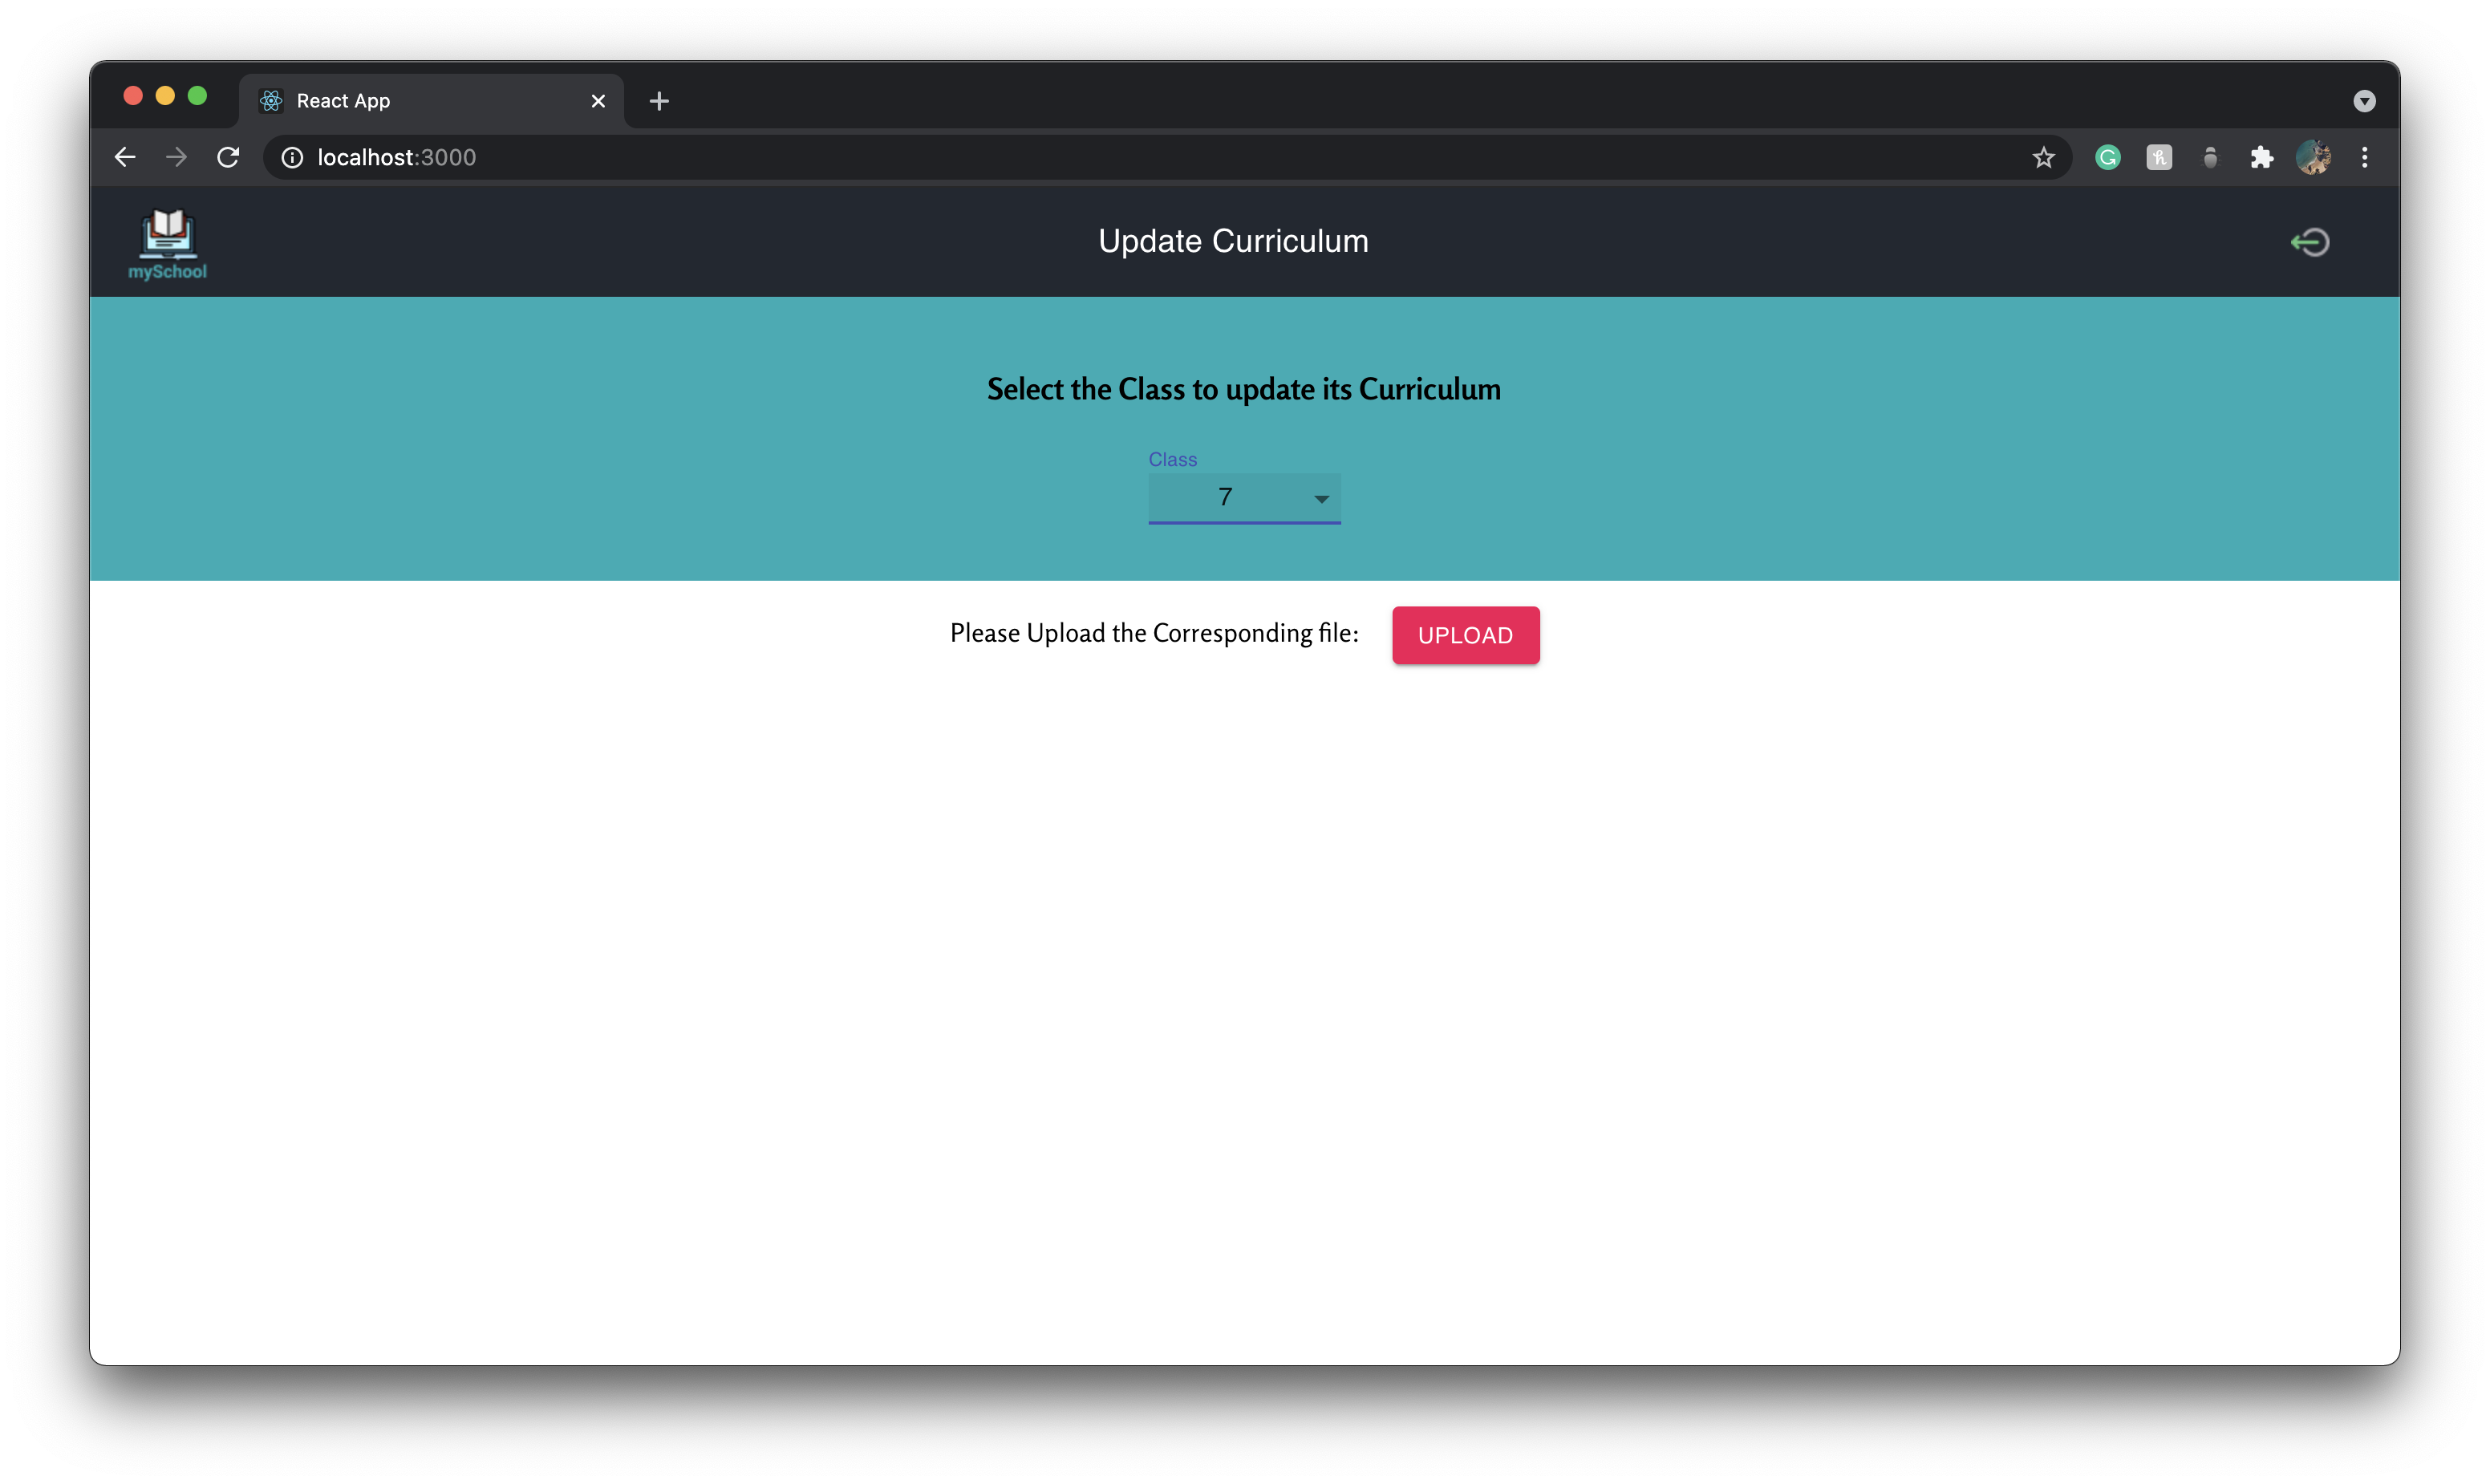 React App
localhost:3000
mySchool
Update Curriculum
Select the Class to update its Curriculum
Class
7
Please Upload the Corresponding file: UPLOAD